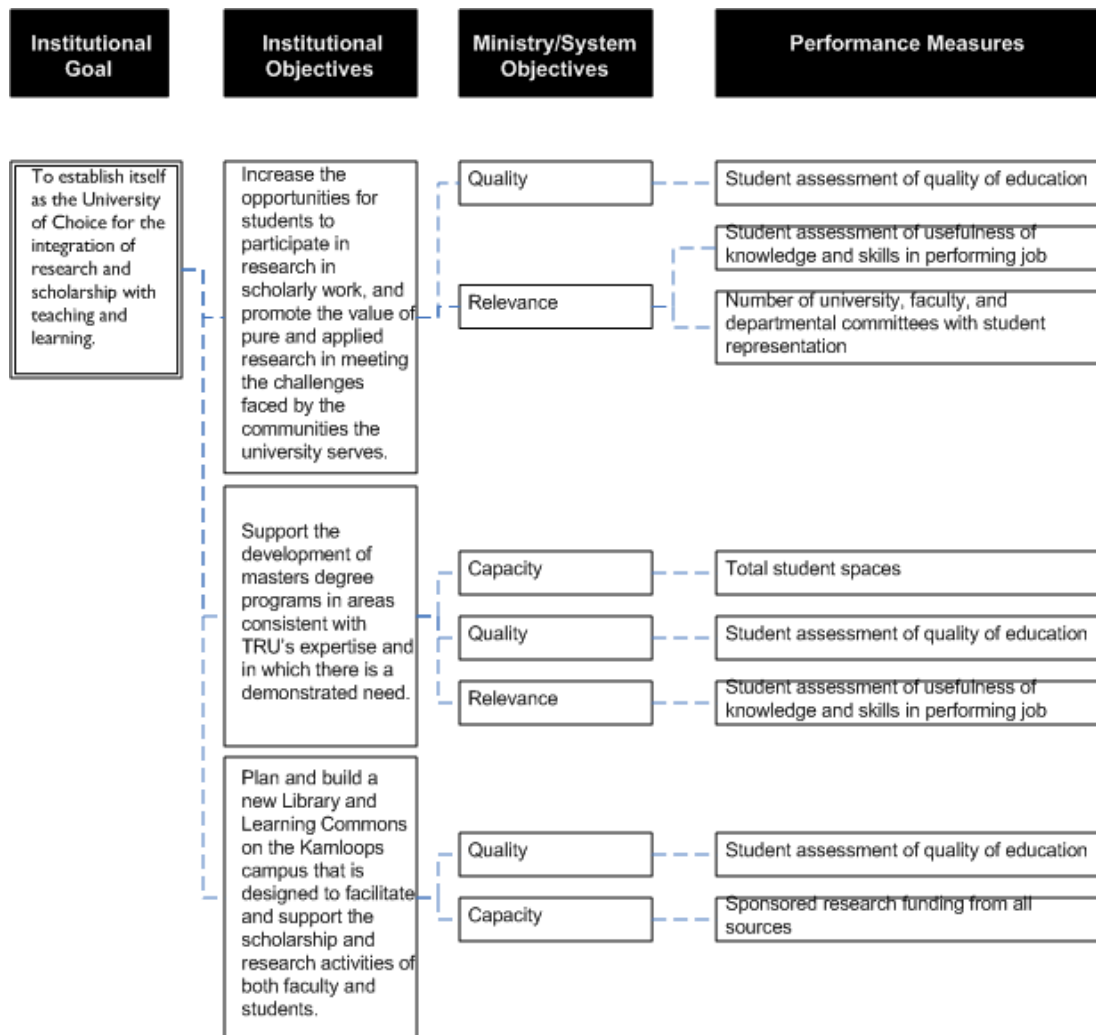 Institutional
Goal
Institutional
Objectives
Ministry/System
Objectives
Performance Measures
To establish itself
as the University
of Choice for the
integration of
research and
scholarship with
teaching and
learning.
Increase the
opportunities for
students to
participate in
research in
scholarly work, and
promote the value of
pure and applied
research in meeting
the challenges
faced by the
communities the
university serves.
Quality
Student assessment of quality of education
Relevance
Student assessment of usefulness of
knowledge and skills in performing job
Number of university, faculty, and
departmental committees with student
representation
Support the
development of
masters degree
programs in areas
consistent with
TRU's expertise and
in which there is a
demonstrated need.
Capacity
Total student spaces
Quality
Student assessment of quality of education
Relevance
Student assessment of usefulness of
knowledge and skills in performing job
Plan and build a
new Library and
Learning Commons
on the Kamloops
campus that is
designed to facilitate
and support the
scholarship and
research activities of
both faculty and
students.
Quality
Student assessment of quality of education
Capacity
Sponsored research funding from all
sources